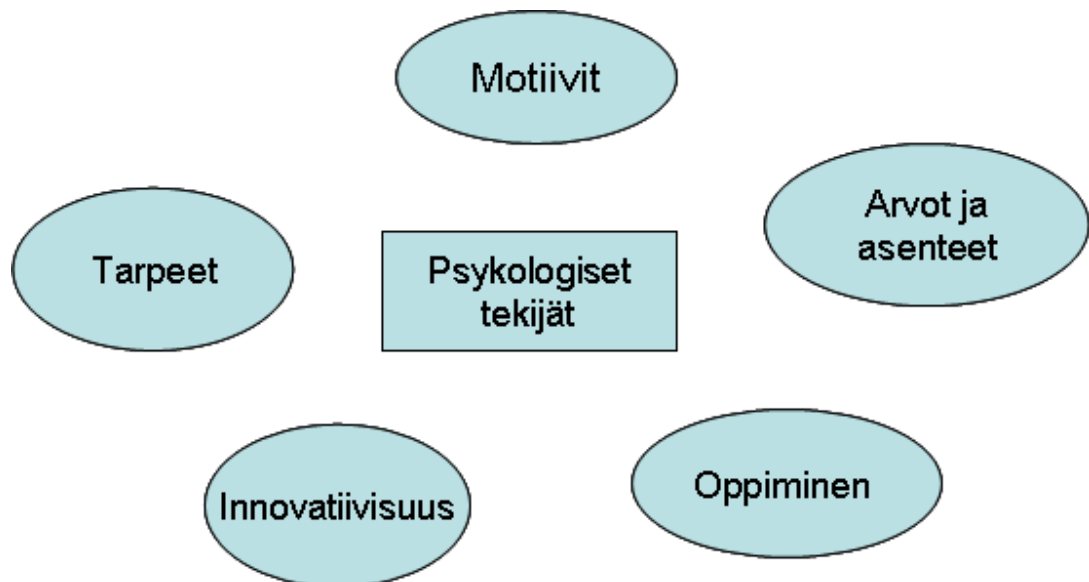 Motiivit
Arvot ja
asenteet
Tarpeet
Psykologiset
tekijät
Innovatiivisuus
Oppiminen